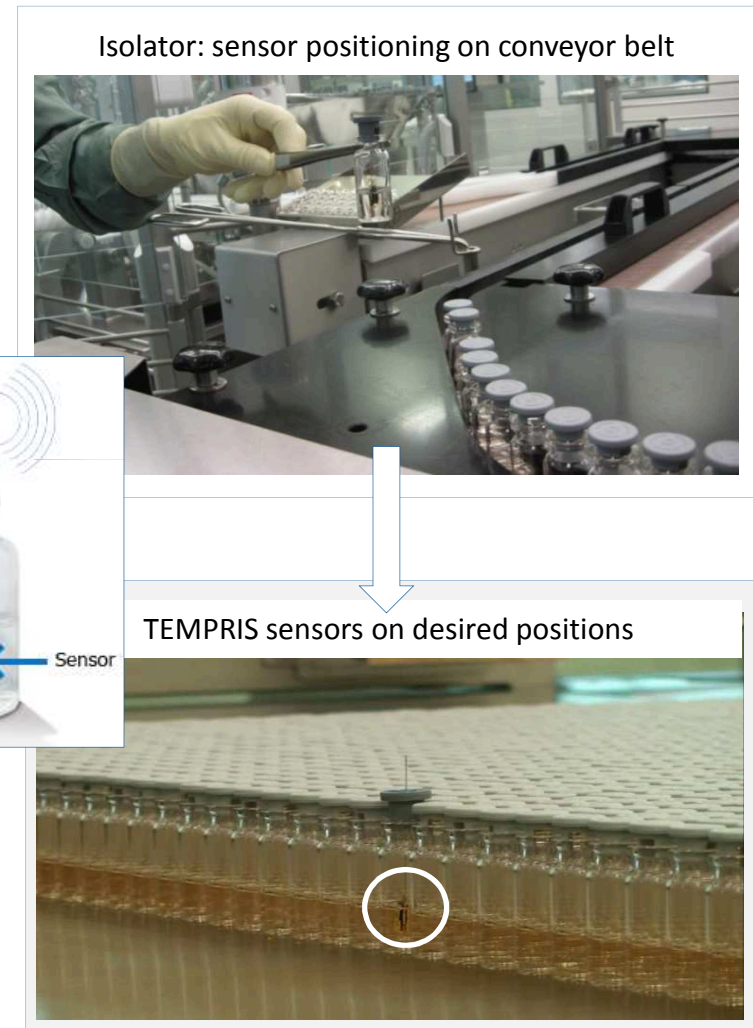 Isolator: sensor positioning on conveyor belt
TEMPRIS sensors on desired positions
Sensor